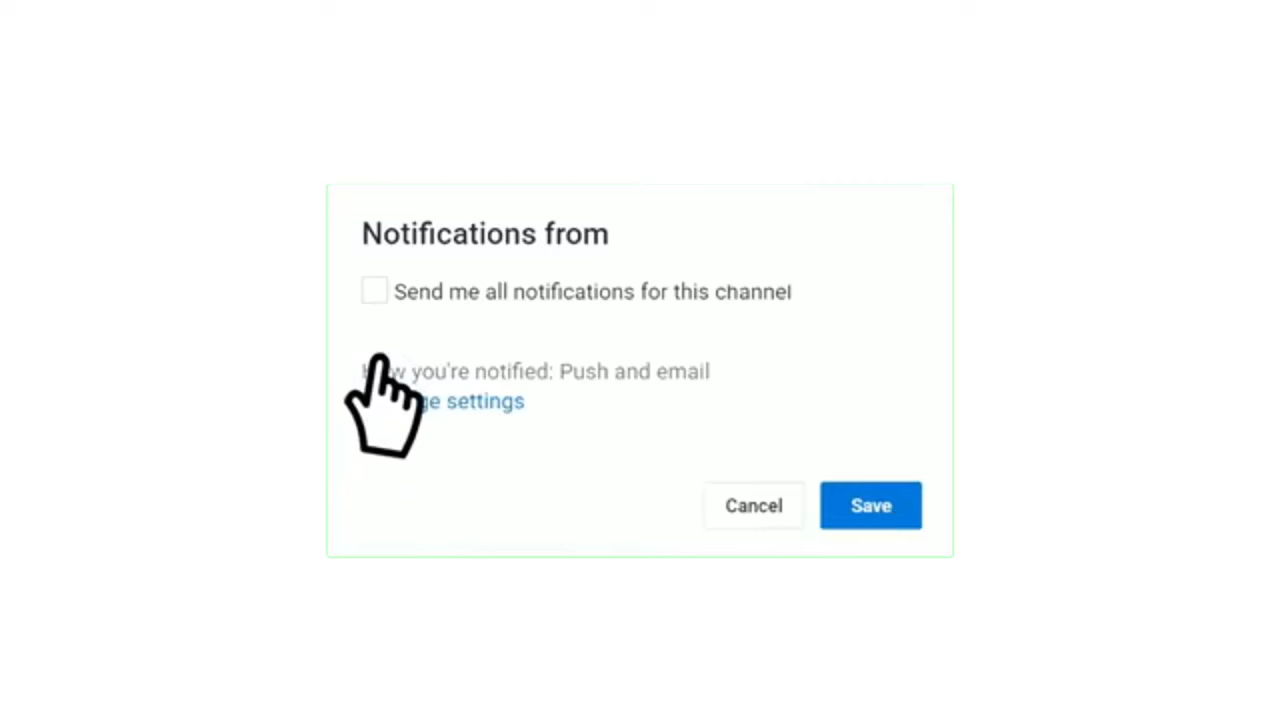 Notifications from
Send me all notifications for this channel
you're notified: Push and email
settings
Cancel
Save